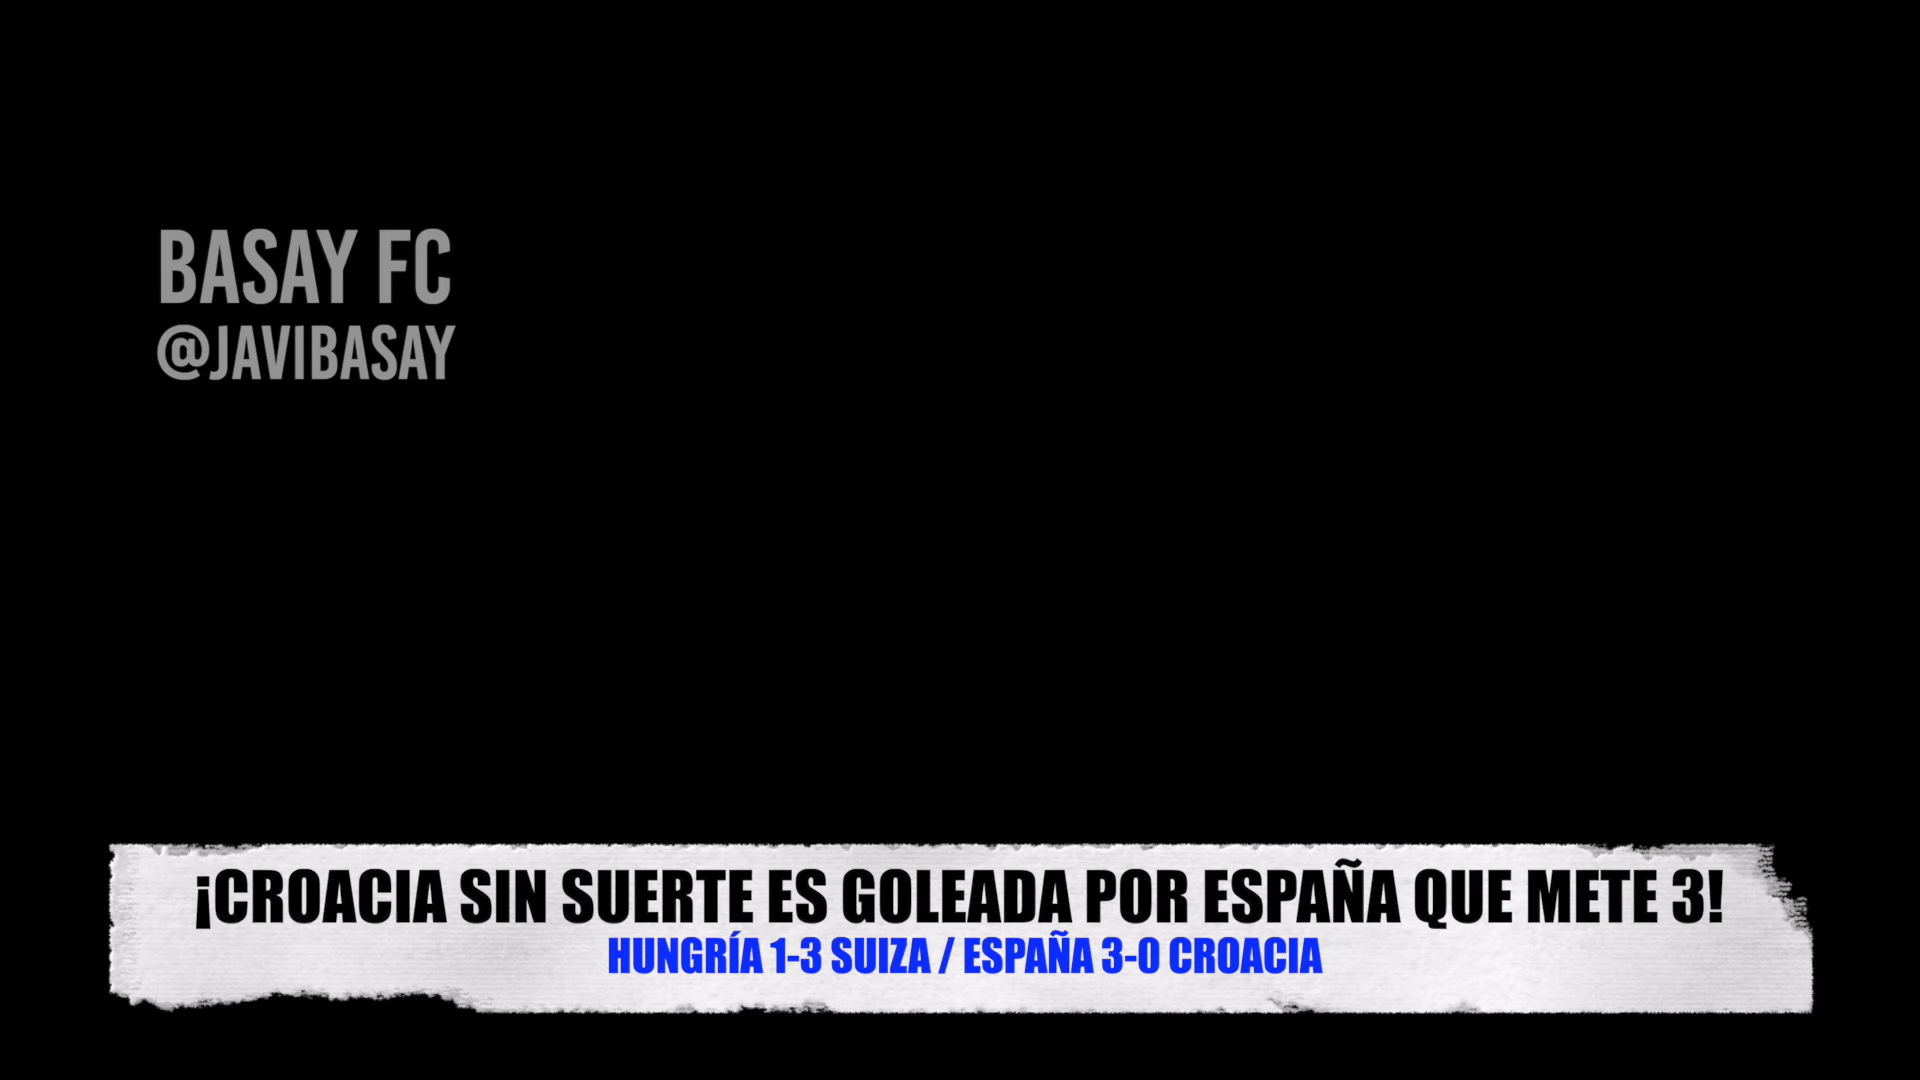 BASAY FC
@JAVIBASAY
¡CROACIA SIN SUERTE ES GOLEADA POR ESPAÑA QUE METE 3!
HUNGRÍA 1-3 SUIZA / ESPAÑA 3-0 CROACIA